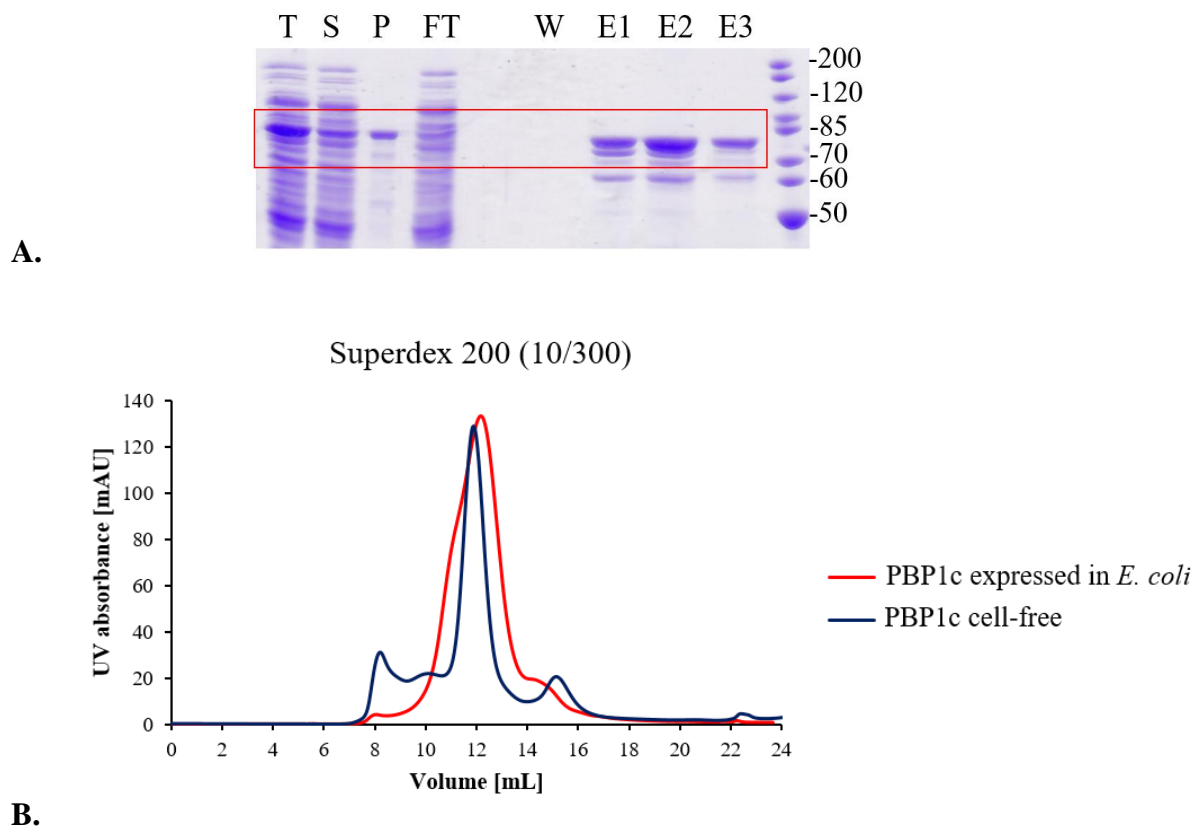 T S P FT W E1 E2 E3
-200
-120
-85
-70
-60
-50
A.
Superdex 200 (10/300)
140
120
100
80
60
40
20
0
UV absorbance [mAU]
0 2 4 6 8 10 12 14 16 18 20 22 24
Volume [mL]
PBP1c expressed in E. coli
PBP1c cell-free
B.